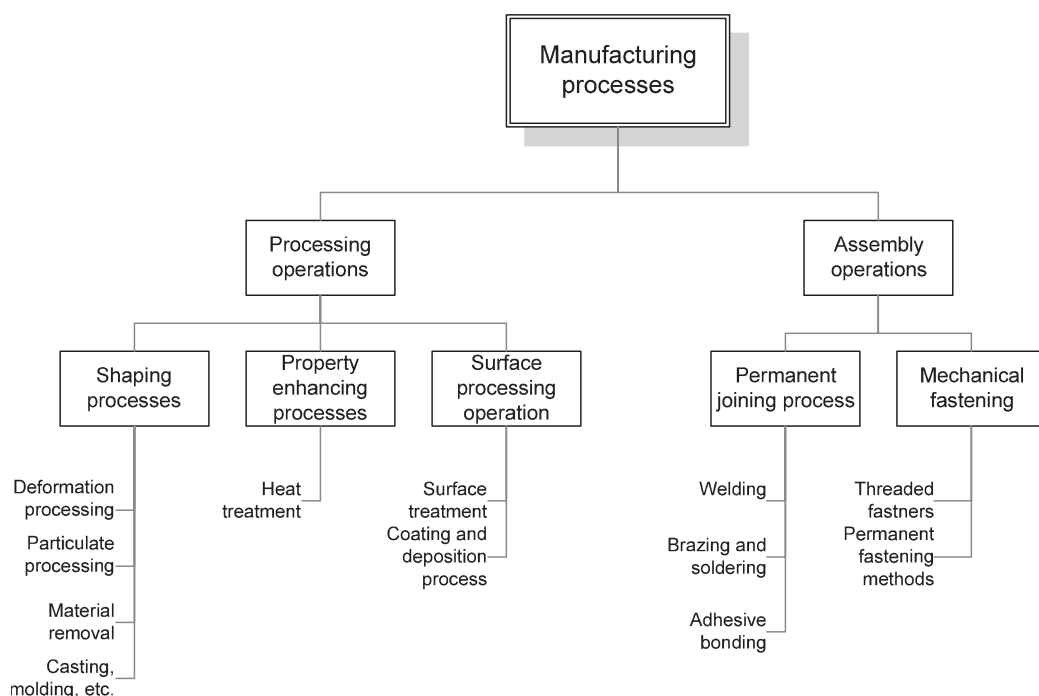 Manufacturing
processes
Processing
operations
Assembly
operations
Shaping
processes
Property
enhancing
processes
Surface
processing
operation
Permanent
joining process
Mechanical
fastening
Deformation
processing
Particulate
processing
Material
removal
Casting,
molding, etc.
Heat
treatment
Surface
treatment
Coating and
deposition
process
Welding
Brazing and
soldering
Adhesive
bonding
Threaded
fastners
Permanent
fastening
methods